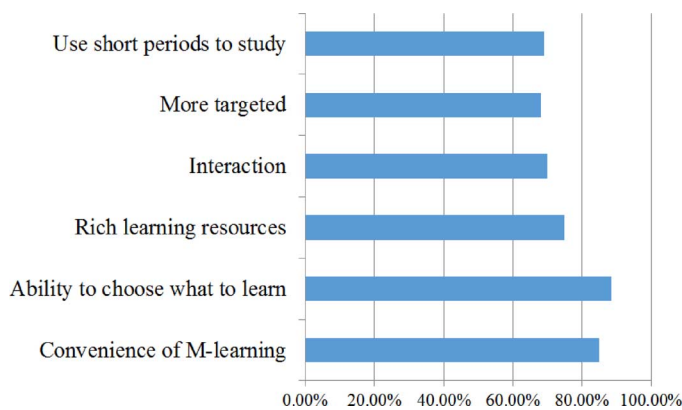 Use short periods to study
More targeted
Interaction
Rich learning resources
Ability to choose what to learn
Convenience of M-learning
0.00% 20.00% 40.00% 60.00% 80.00% 100.00%